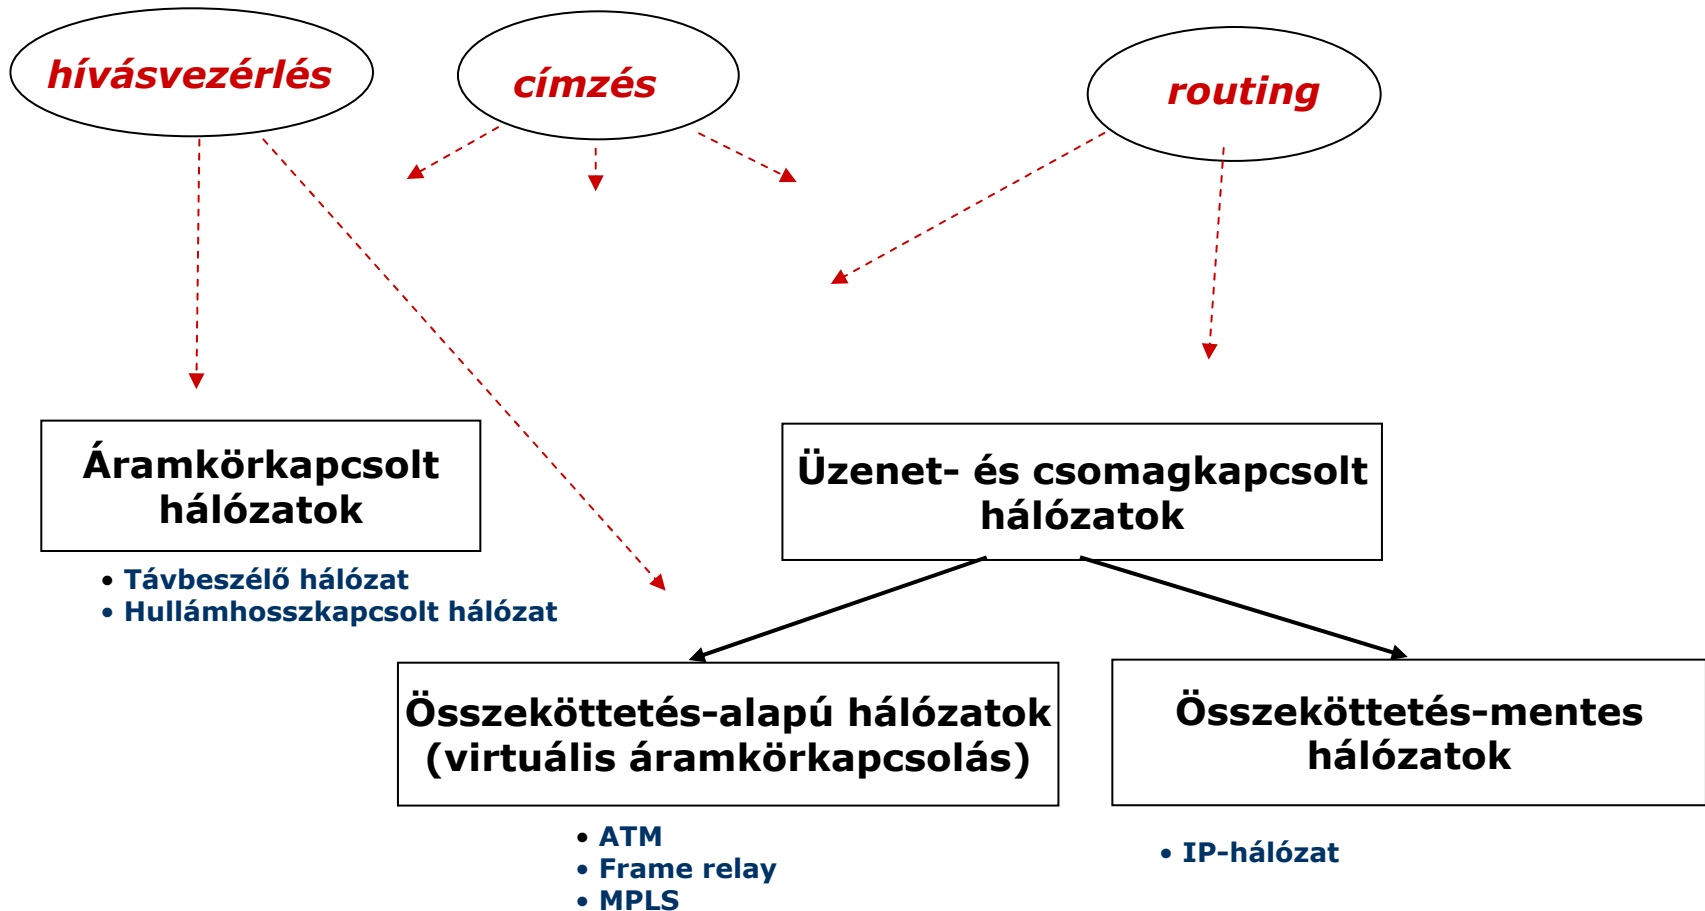 hívásvezérlés
címzés
routing
Áramkörkapcsolt
hálózatok
• Távbeszélő hálózat
• Hullámhosszkapcsolt hálózat
Üzenet- és csomagkapcsolt
hálózatok
Összeköttetés-alapú hálózatok
(virtuális áramkörkapcsolás)
• ATM
• Frame relay
• MPLS
Összeköttetés-mentes
hálózatok
• IP-hálózat